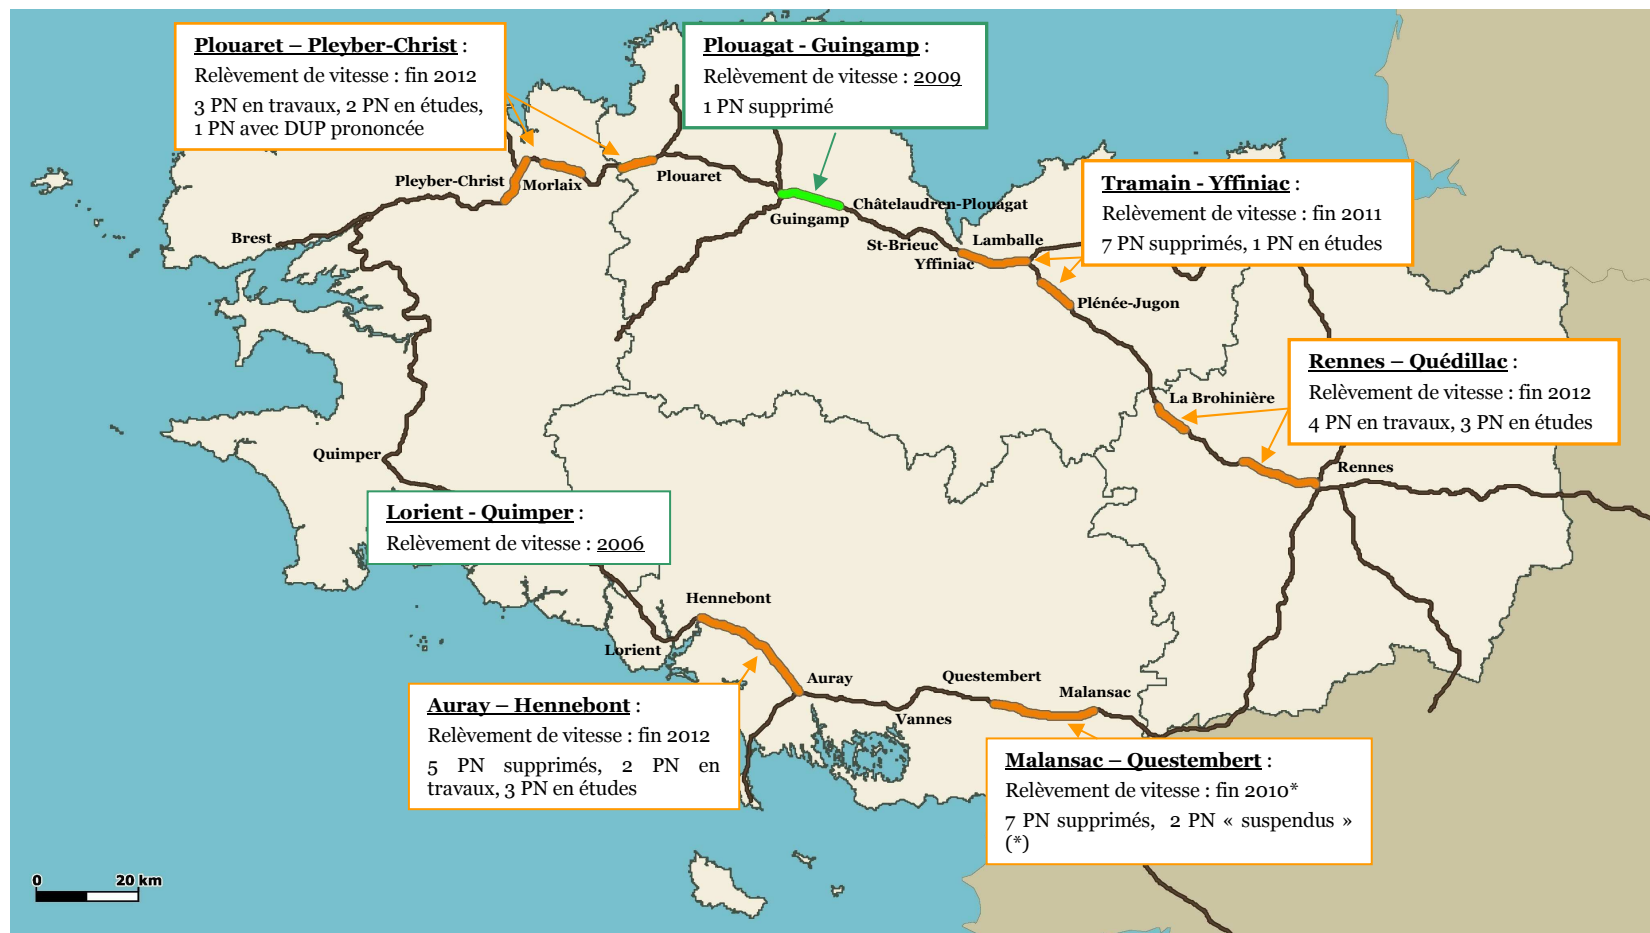 Plouaret – Pleyber-Christ :
Relèvement de vitesse : fin 2012
3 PN en travaux, 2 PN en études,
1 PN avec DUP prononcée
Plouagat - Guingamp :
Relèvement de vitesse : 2009
1 PN supprimé
Tramain - Yffiniac :
Relèvement de vitesse : fin 2011
7 PN supprimés, 1 PN en études
Pleyber-Christ
Morlaix
Plouaret
Guingamp
Châtelaudren-Plouagat
St-Brieuc
Lamballe
Yffiniac
Brest
Plénée-Jugon
Rennes – Quédillac :
Relèvement de vitesse : fin 2012
4 PN en travaux, 3 PN en études
La Brohinière
Rennes
Quimper
Lorient - Quimper :
Relèvement de vitesse : 2006
Hennebont
Lorient
Auray
Questembert
Malansac
Vannes
Auray – Hennebont :
Relèvement de vitesse : fin 2012
5 PN supprimés, 2 PN en
travaux, 3 PN en études
Malansac – Questembert :
Relèvement de vitesse : fin 2010*
7 PN supprimés, 2 PN « suspendus »
(*)
0 20 km